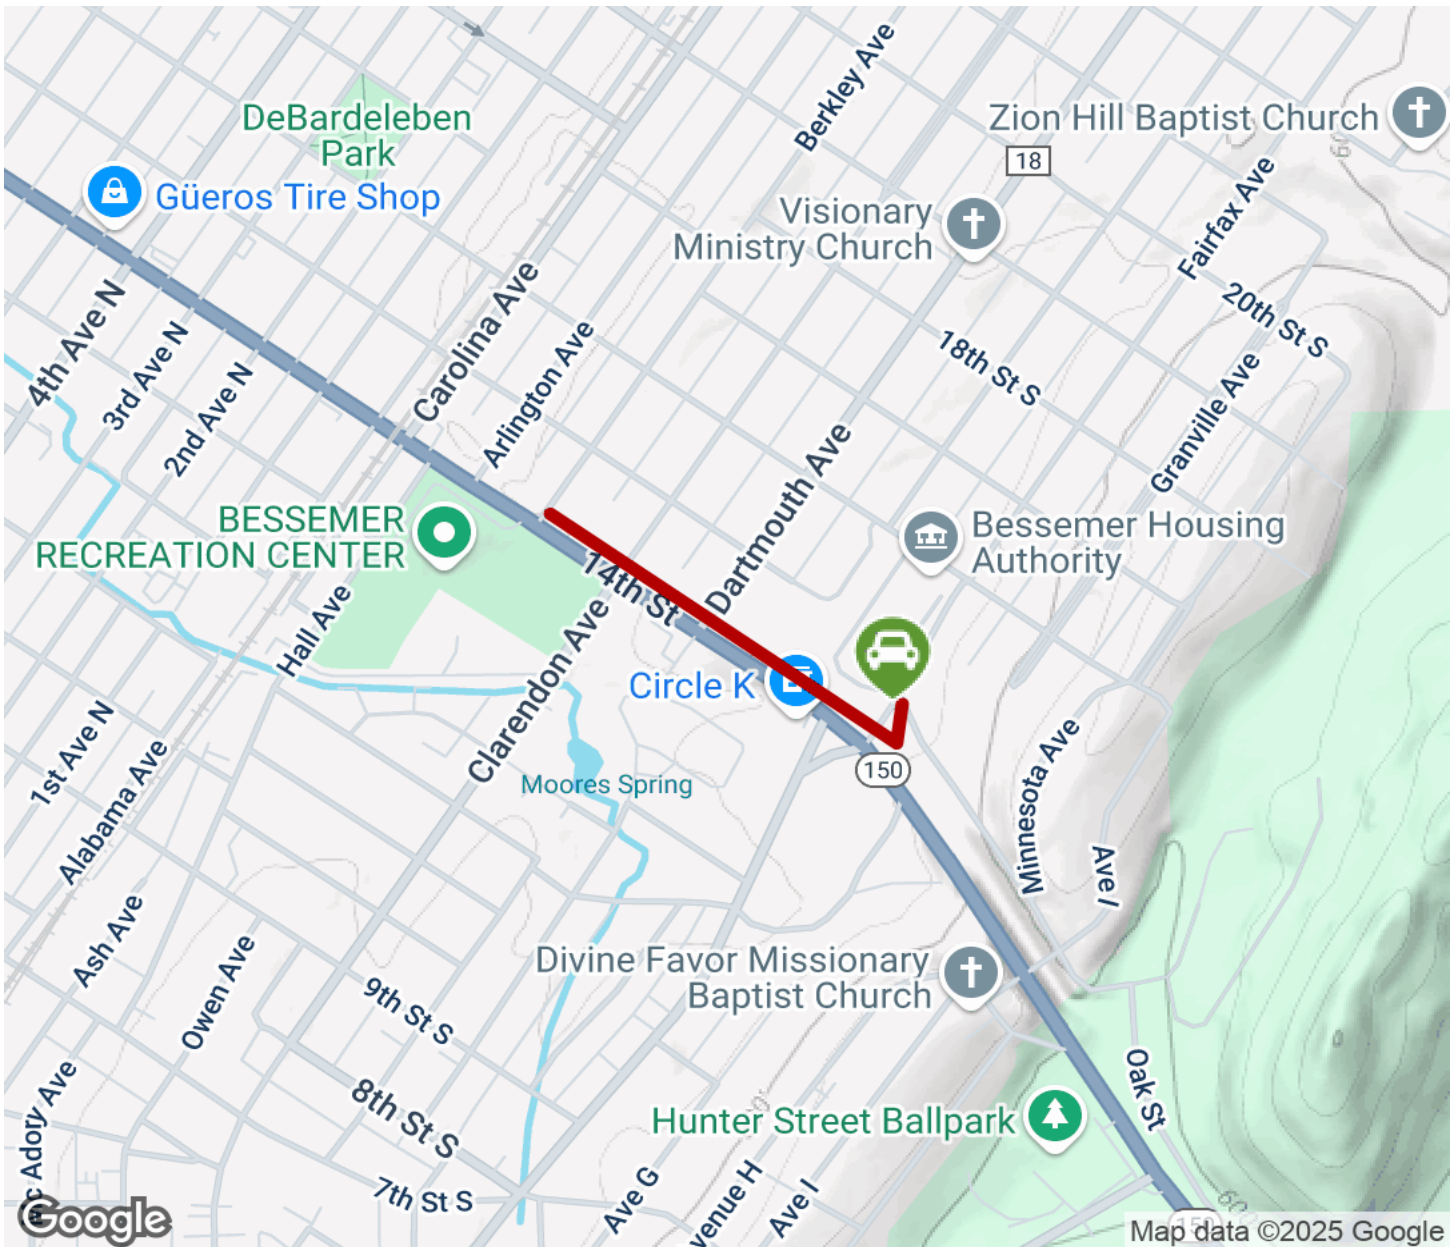 Berkley Ave
DeBardeleben
Park
Zion Hill Baptist Church
18
Güeros Tire Shop
Visionary
Ministry Church
Fairfax Ave
4th Ave N
3rd Ave N
2nd Ave N
Carolina Ave
Arlington Ave
20th St S
18th St S
Granville Ave
Dartmouth Ave
BESSEMER
RECREATION CENTER
Bessemer Housing
Authority
14th St
Hall Ave
Clarendon Ave
Circle K
150
Moores Spring
Minnesota Ave
1st Ave N
Alabama Ave
Ave I
Ash Ave
Owen Ave
Divine Favor Missionary
Baptist Church
9th St S
8th St S
Oak St
Hunter Street Ballpark
7th St S
Ave G
Ave I
Google
Map data ©2025 Google